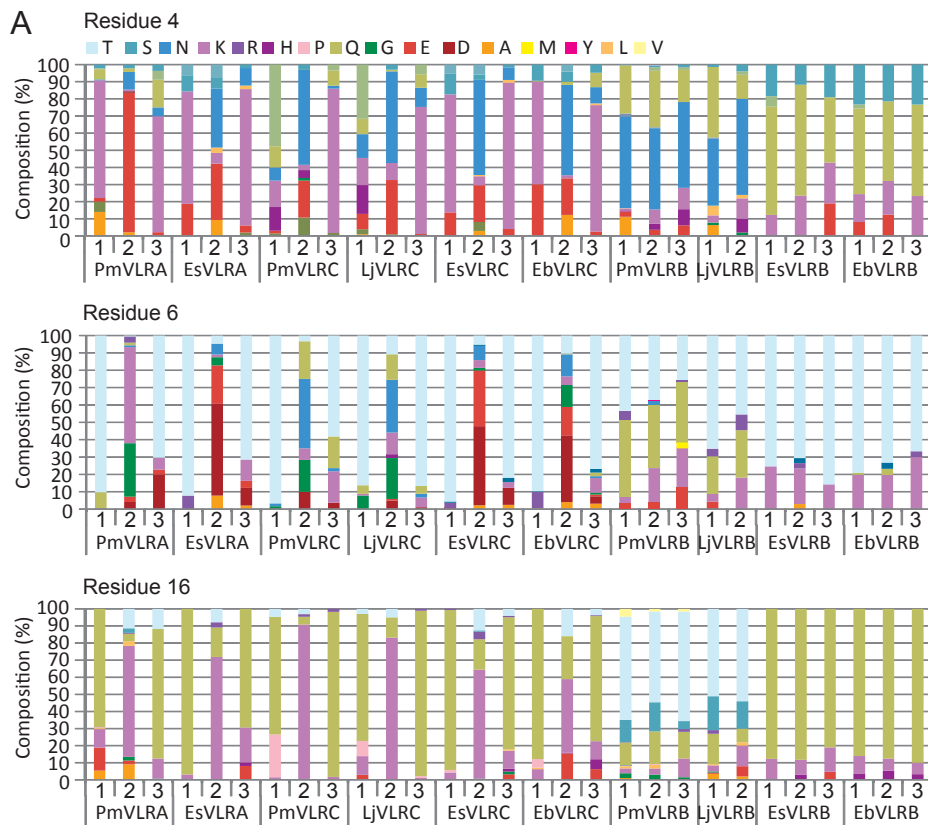 A
Residue 4
T S N K R H P Q G E D A M Y L V
Composition (%)
100
90
80
70
60
50
40
30
20
10
0
1 2 3 1 2 3 1 2 3 1 2 3 1 2 3 1 2 3 1 2 3 1 2 1 2 3 1 2 3
PmVLRA EsVLRA PmVLRC LjVLRC EsVLRC EbVLRC PmVLRB LjVLRB EsVLRB EbVLRB
Residue 6
Composition (%)
100
90
80
70
60
50
40
30
20
10
0
1 2 3 1 2 3 1 2 3 1 2 3 1 2 3 1 2 3 1 2 3 1 2 1 2 3 1 2 3
PmVLRA EsVLRA PmVLRC LjVLRC EsVLRC EbVLRC PmVLRB LjVLRB EsVLRB EbVLRB
Residue 16
Composition (%)
100
90
80
70
60
50
40
30
20
10
0
1 2 3 1 2 3 1 2 3 1 2 3 1 2 3 1 2 3 1 2 3 1 2 1 2 3 1 2 3
PmVLRA EsVLRA PmVLRC LjVLRC EsVLRC EbVLRC PmVLRB LjVLRB EsVLRB EbVLRB